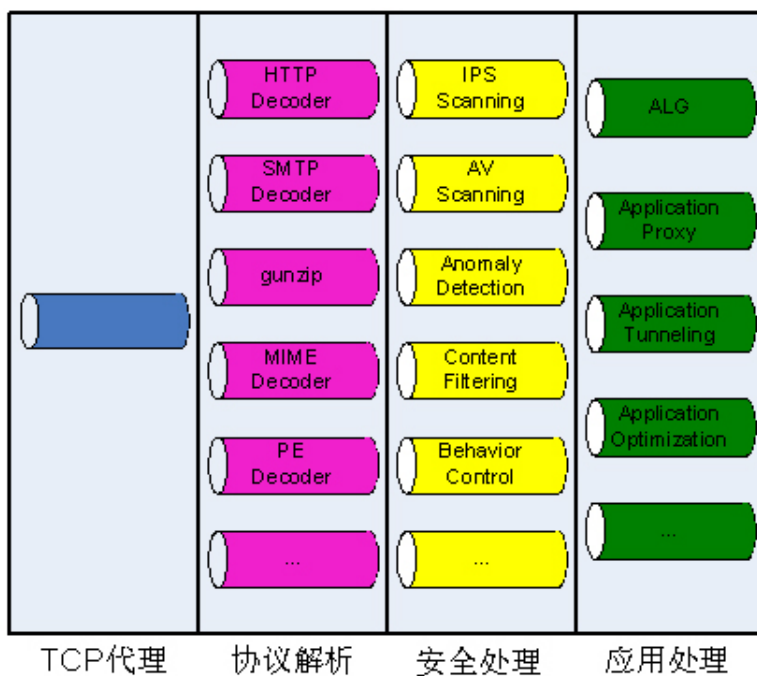 HTTP
Decoder
SMTP
Decoder
gunzip
MIME
Decoder
PE
Decoder
...
IPS
Scanning
AV
Scanning
Anomaly
Detection
Content
Filtering
Behavior
Control
...
ALG
Application
Proxy
Application
Tunneling
Application
Optimization
...
TCP代理
协议解析
安全处理
应用处理